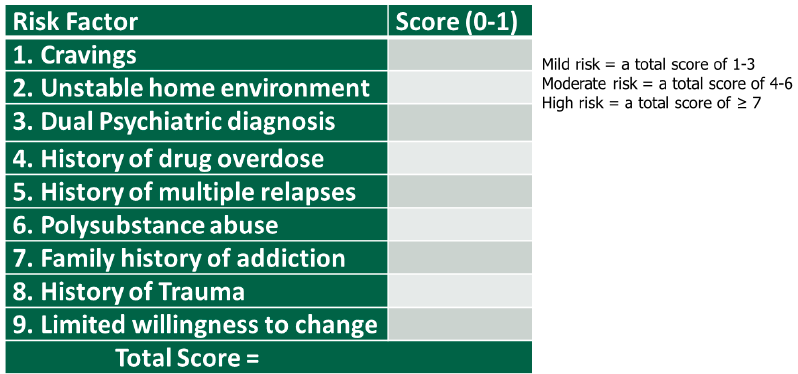 Risk Factor Score (0-1)
1. Cravings
2. Unstable home environment
3. Dual Psychiatric diagnosis
4. History of drug overdose
5. History of multiple relapses
6. Polysubstance abuse
7. Family history of addiction
8. History of Trauma
9. Limited willingness to change
Total Score =
Mild risk = a total score of 1-3
Moderate risk = a total score of 4-6
High risk = a total score of ≥ 7